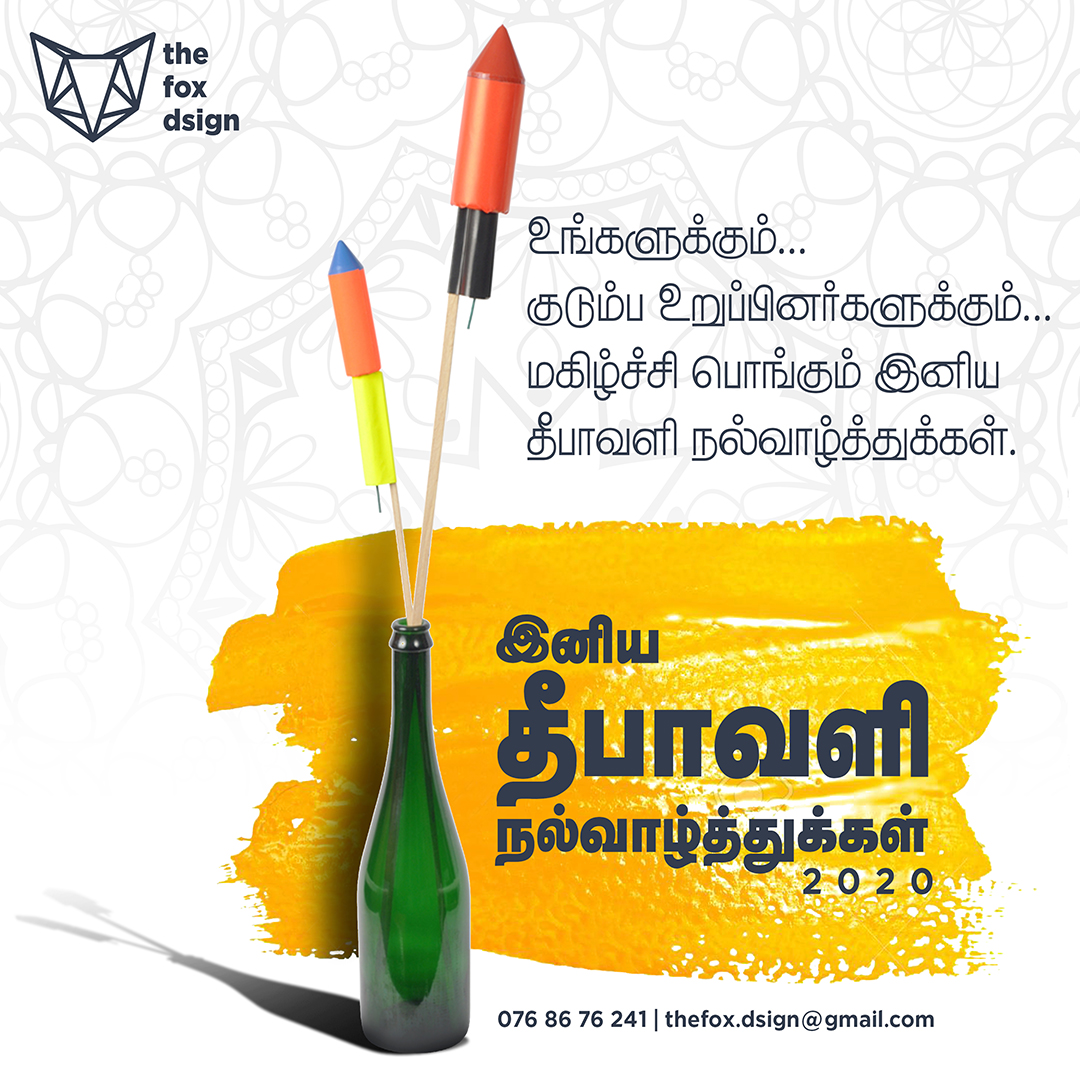 the
fox
dsign
உங்களுக்கும்...
குடும்ப உறுப்பினர்களுக்கும்...
மகிழ்ச்சி பொங்கும் இனிய
தீபாவளி நல்வாழ்த்துக்கள்.
இனிய
தீபாவளி
நல்வாழ்த்துக்கள்
2020
076 86 76 241 | thefox.dsign@gmail.com